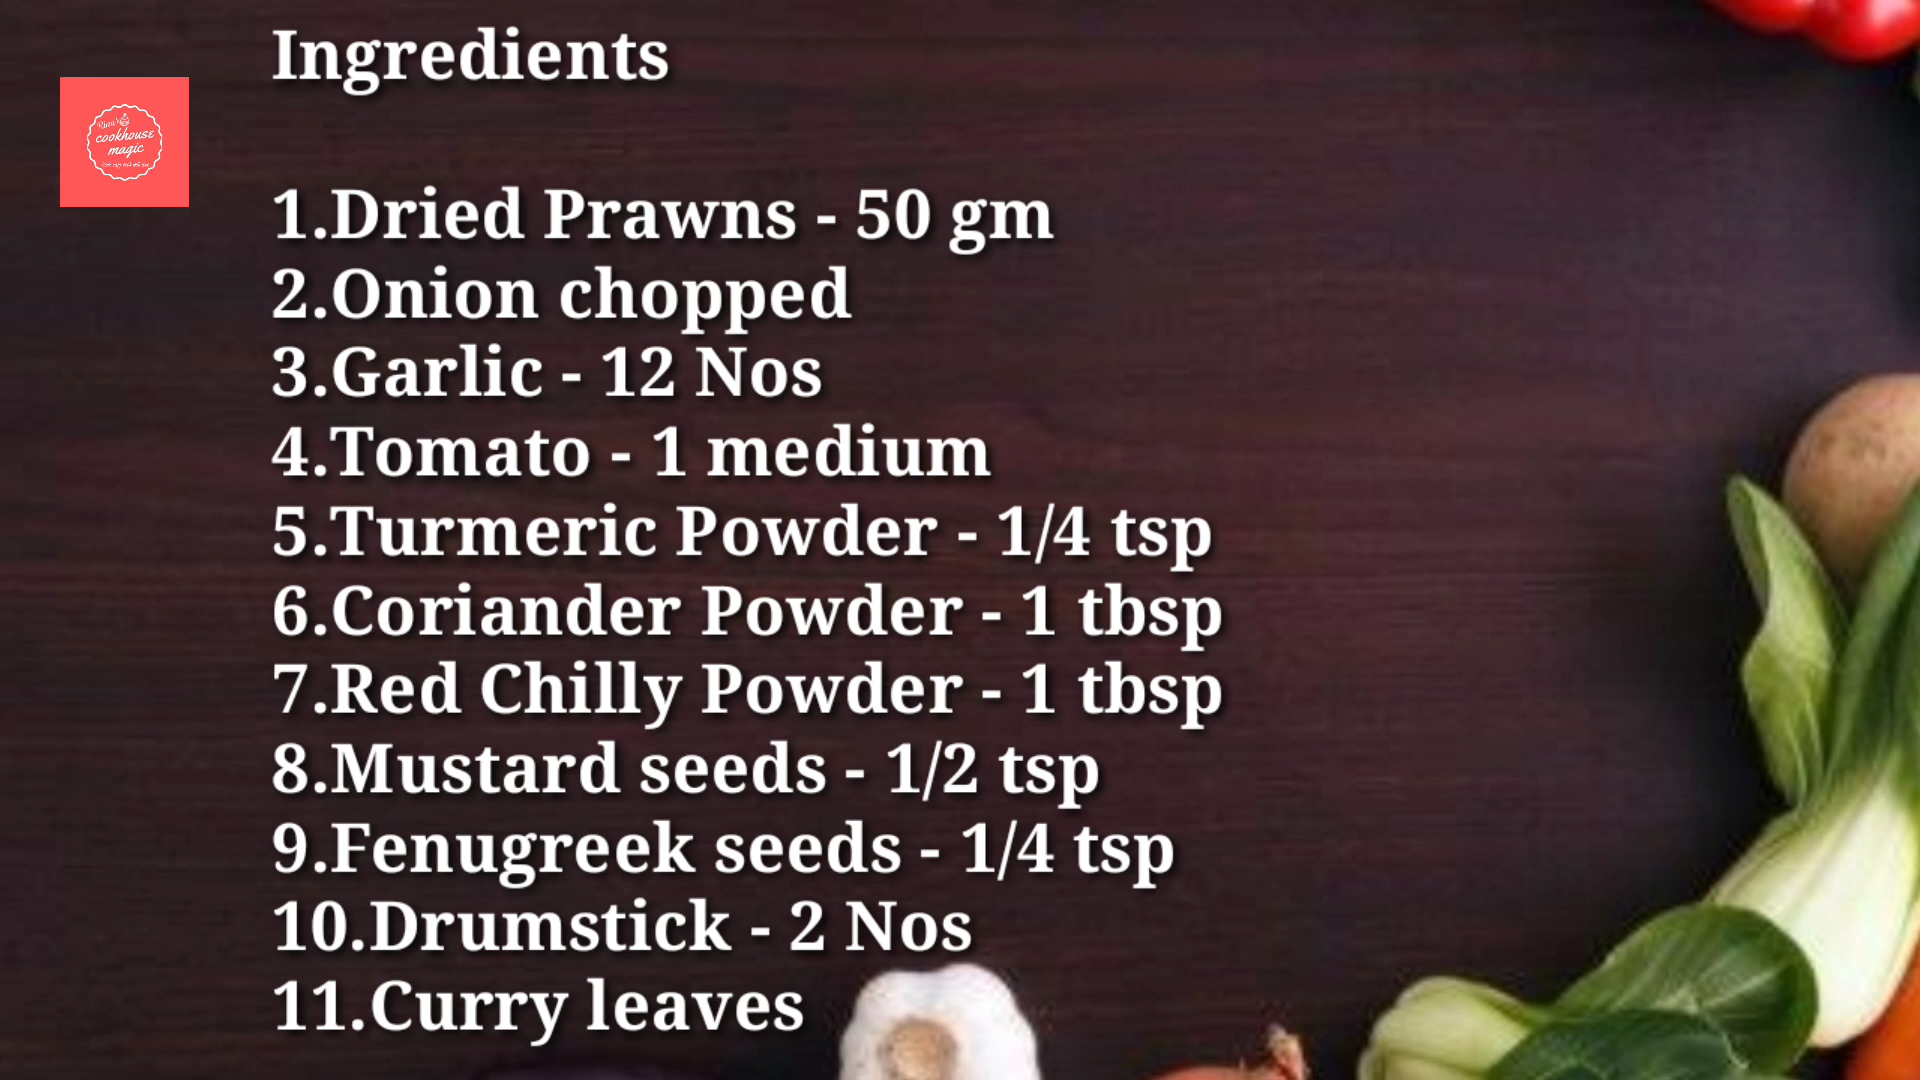 Ingredients
cookhouse
magic
1.Dried Prawns - 50 gm
2.Onion chopped
3.Garlic - 12 Nos
4.Tomato - 1 medium
5.Turmeric Powder - 1/4 tsp
6.Coriander Powder - 1 tbsp
7.Red Chilly Powder - 1 tbsp
8.Mustard seeds - 1/2 tsp
9.Fenugreek seeds - 1/4 tsp
10.Drumstick - 2 Nos
11.Curry leaves